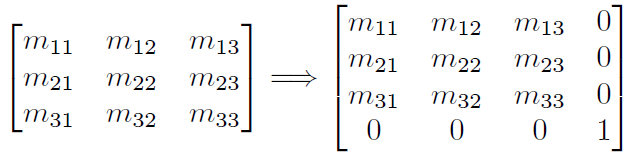 [m₁₁ m₁₂ m₁₃] ⟹ [m₁₁ m₁₂ m₁₃ 0]
[m₂₁ m₂₂ m₂₃] [m₂₁ m₂₂ m₂₃ 0]
[m₃₁ m₃₂ m₃₃] [m₃₁ m₃₂ m₃₃ 0]
[0 0 0 1]